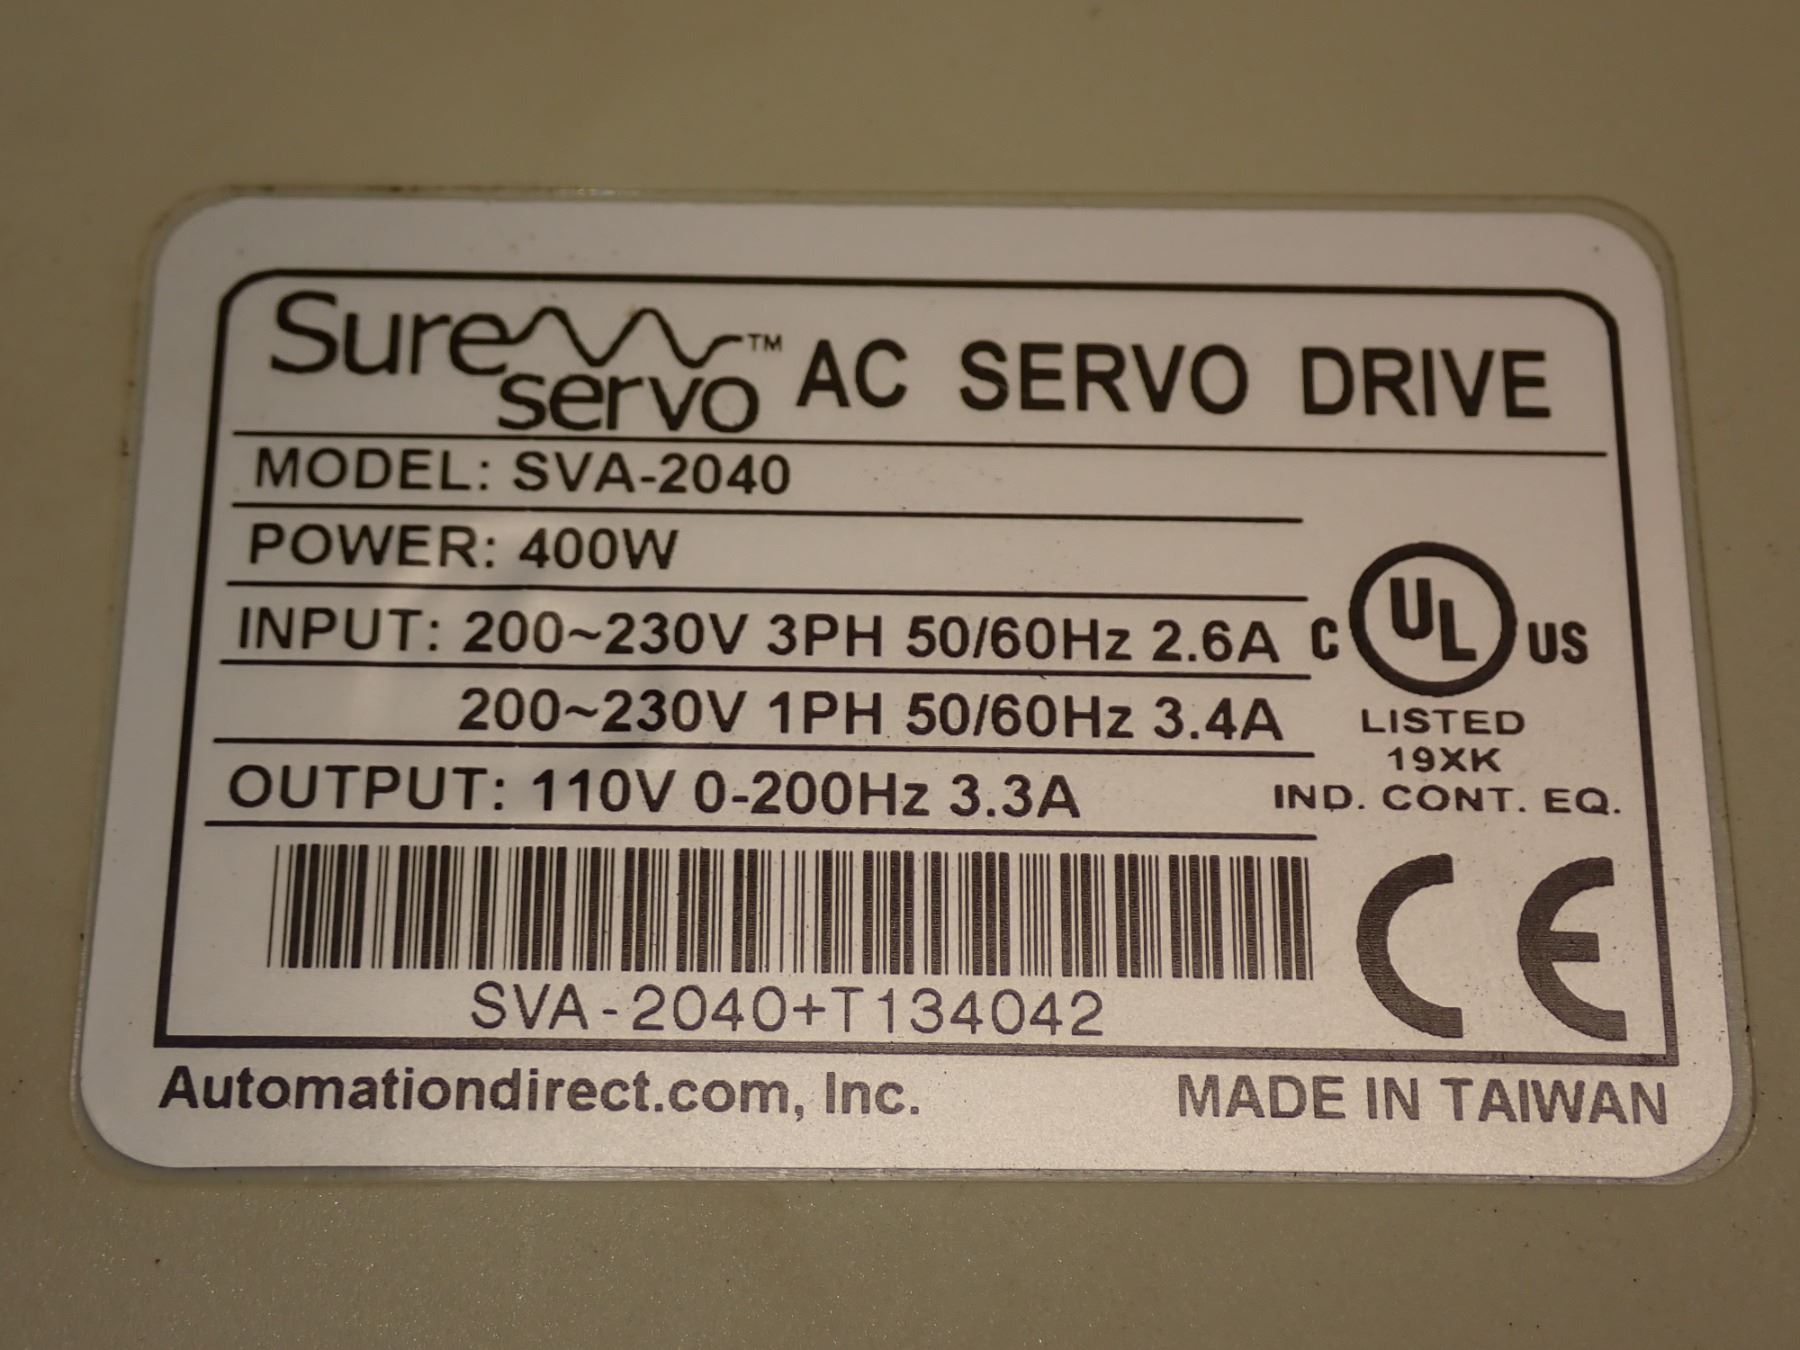 Sure servo™ AC SERVO DRIVE
MODEL: SVA-2040
POWER: 400W
INPUT: 200~230V 3PH 50/60Hz 2.6A
200~230V 1PH 50/60Hz 3.4A
OUTPUT: 110V 0-200Hz 3.3A
C UL US
LISTED
19XK
IND. CONT. EQ.
SVA-2040+T134042
CE
Automationdirect.com, Inc.
MADE IN TAIWAN